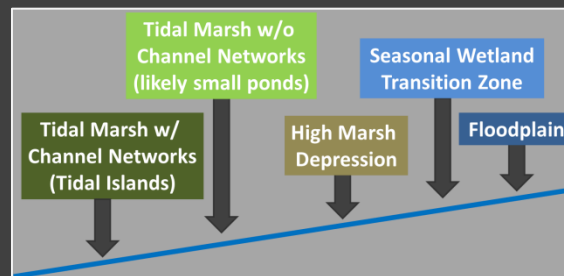 Tidal Marsh w/o
Channel Networks
(likely small ponds)
Seasonal Wetland
Transition Zone
Tidal Marsh w/
Channel Networks
(Tidal Islands)
High Marsh
Depression
Floodplain